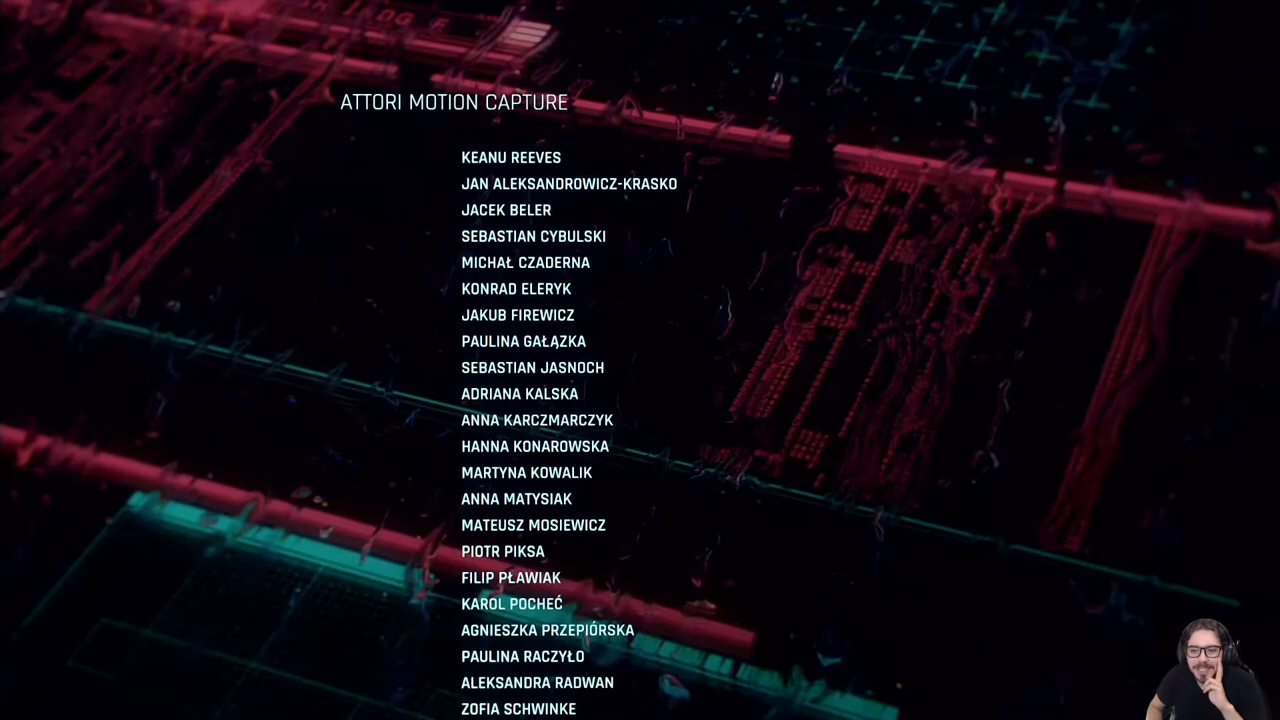 ATTORI MOTION CAPTURE
KEANU REEVES
JAN ALEKSANDROWICZ-KRASKO
JACEK BELER
SEBASTIAN CYBULSKI
MICHAŁ CZADERNA
KONRAD ELERYK
JAKUB FIREWICZ
PAULINA GAŁĄZKA
SEBASTIAN JASNOCH
ADRIANA KALSKA
ANNA KARCZMARCZYK
HANNA KONAROWSKA
MARTYNA KOWALIK
ANNA MATYSIAK
MATEUSZ MOSIEWICZ
PIOTR PIKSA
FILIP PŁAWIAK
KAROL POCHEĆ
AGNIESZKA PRZEPIÓRSKA
PAULINA RACZYŁO
ALEKSANDRA RADWAN
ZOFIA SCHWINKE